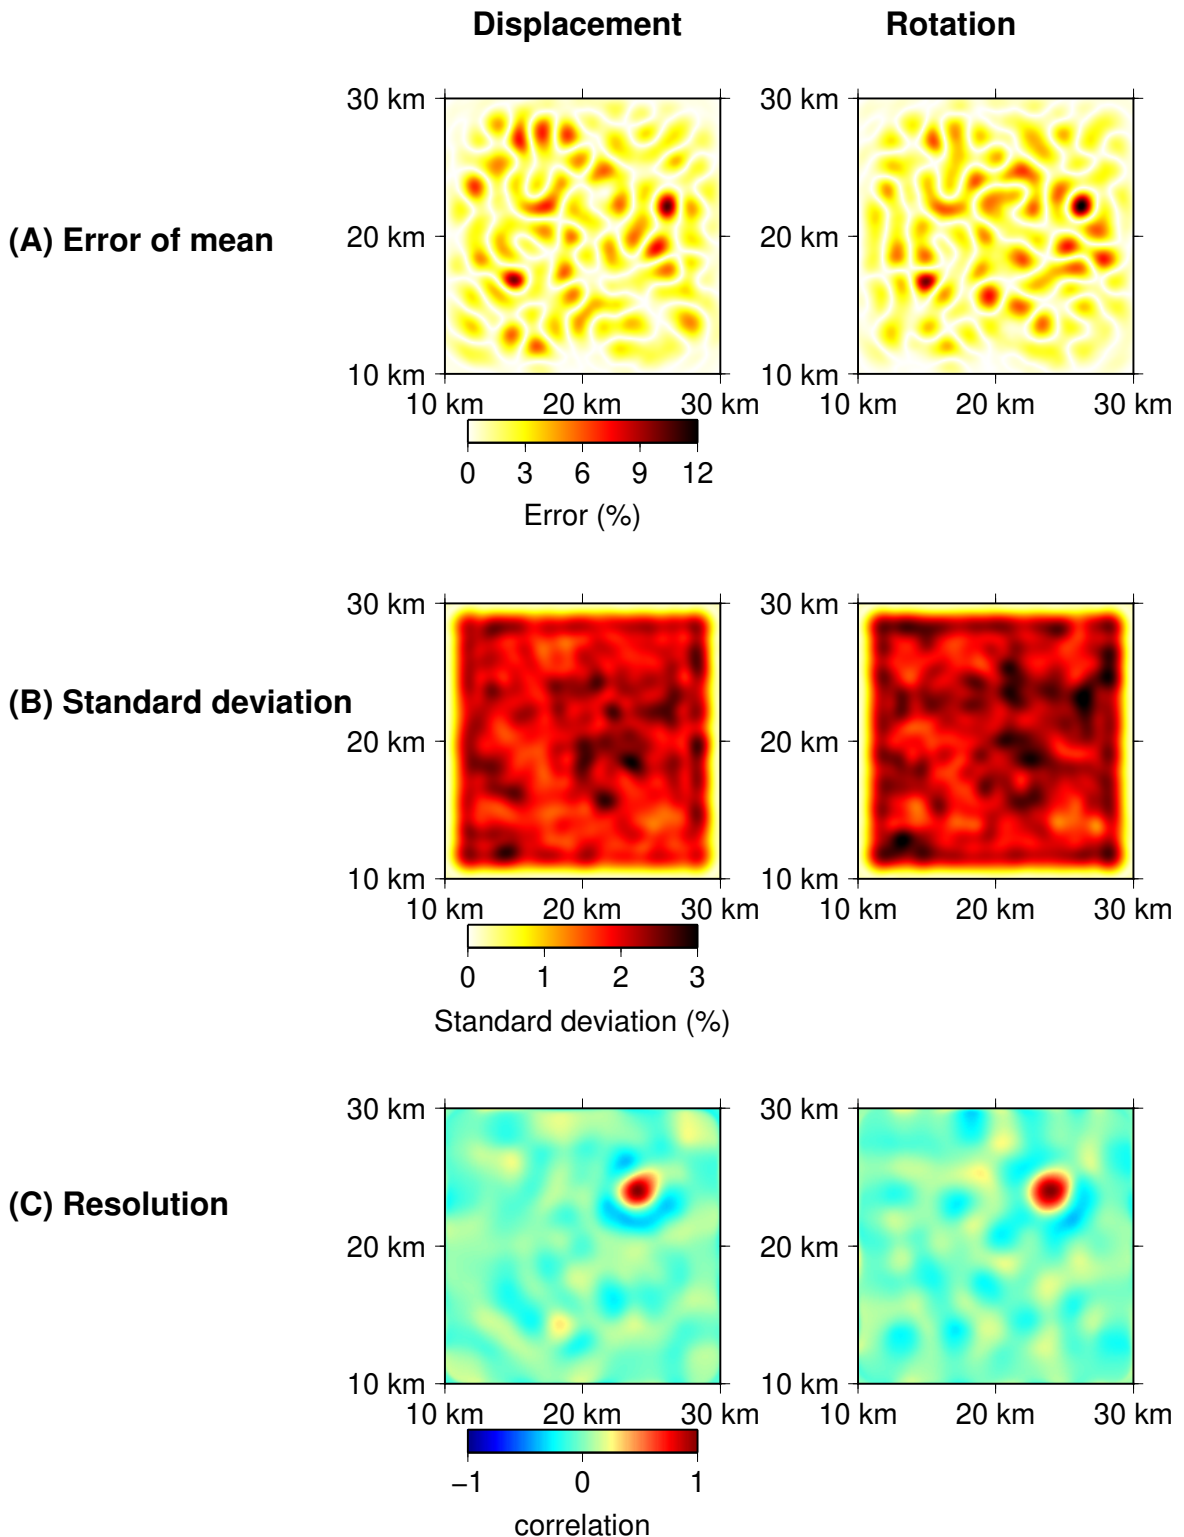 Displacement Rotation
30 km 30 km
(A) Error of mean 20 km 20 km
10 km 10 km
10 km 20 km 30 km 10 km 20 km 30 km
0 3 6 9 12
Error (%)
30 km 30 km
(B) Standard deviation
20 km 20 km
10 km 10 km
10 km 20 km 30 km 10 km 20 km 30 km
0 1 2 3
Standard deviation (%)
30 km 30 km
(C) Resolution
20 km 20 km
10 km 10 km
10 km 20 km 30 km 10 km 20 km 30 km
−1 0 1
correlation